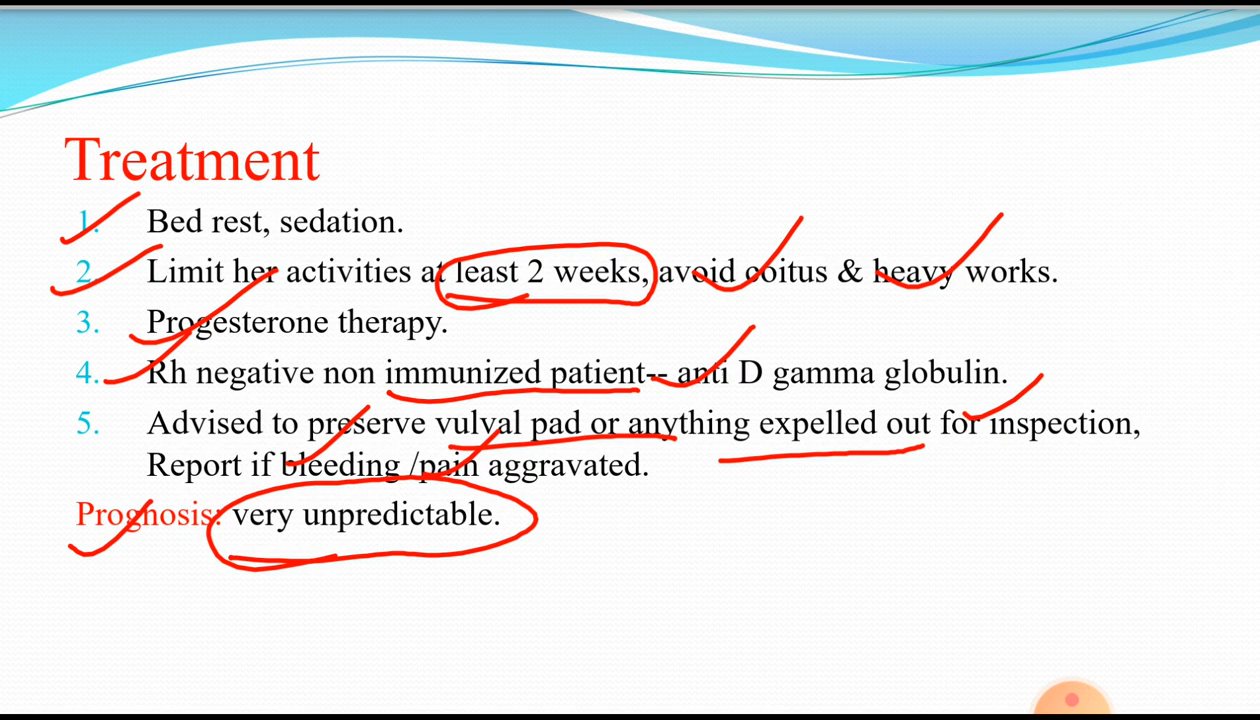 Treatment
1. Bed rest, sedation.
2. Limit her activities at least 2 weeks, avoid coitus & heavy works.
3. Progesterone therapy.
4. Rh negative non immunized patient-- anti D gamma globulin.
5. Advised to preserve vulval pad or anything expelled out for inspection,
Report if bleeding /pain aggravated.
Prognosis: very unpredictable.